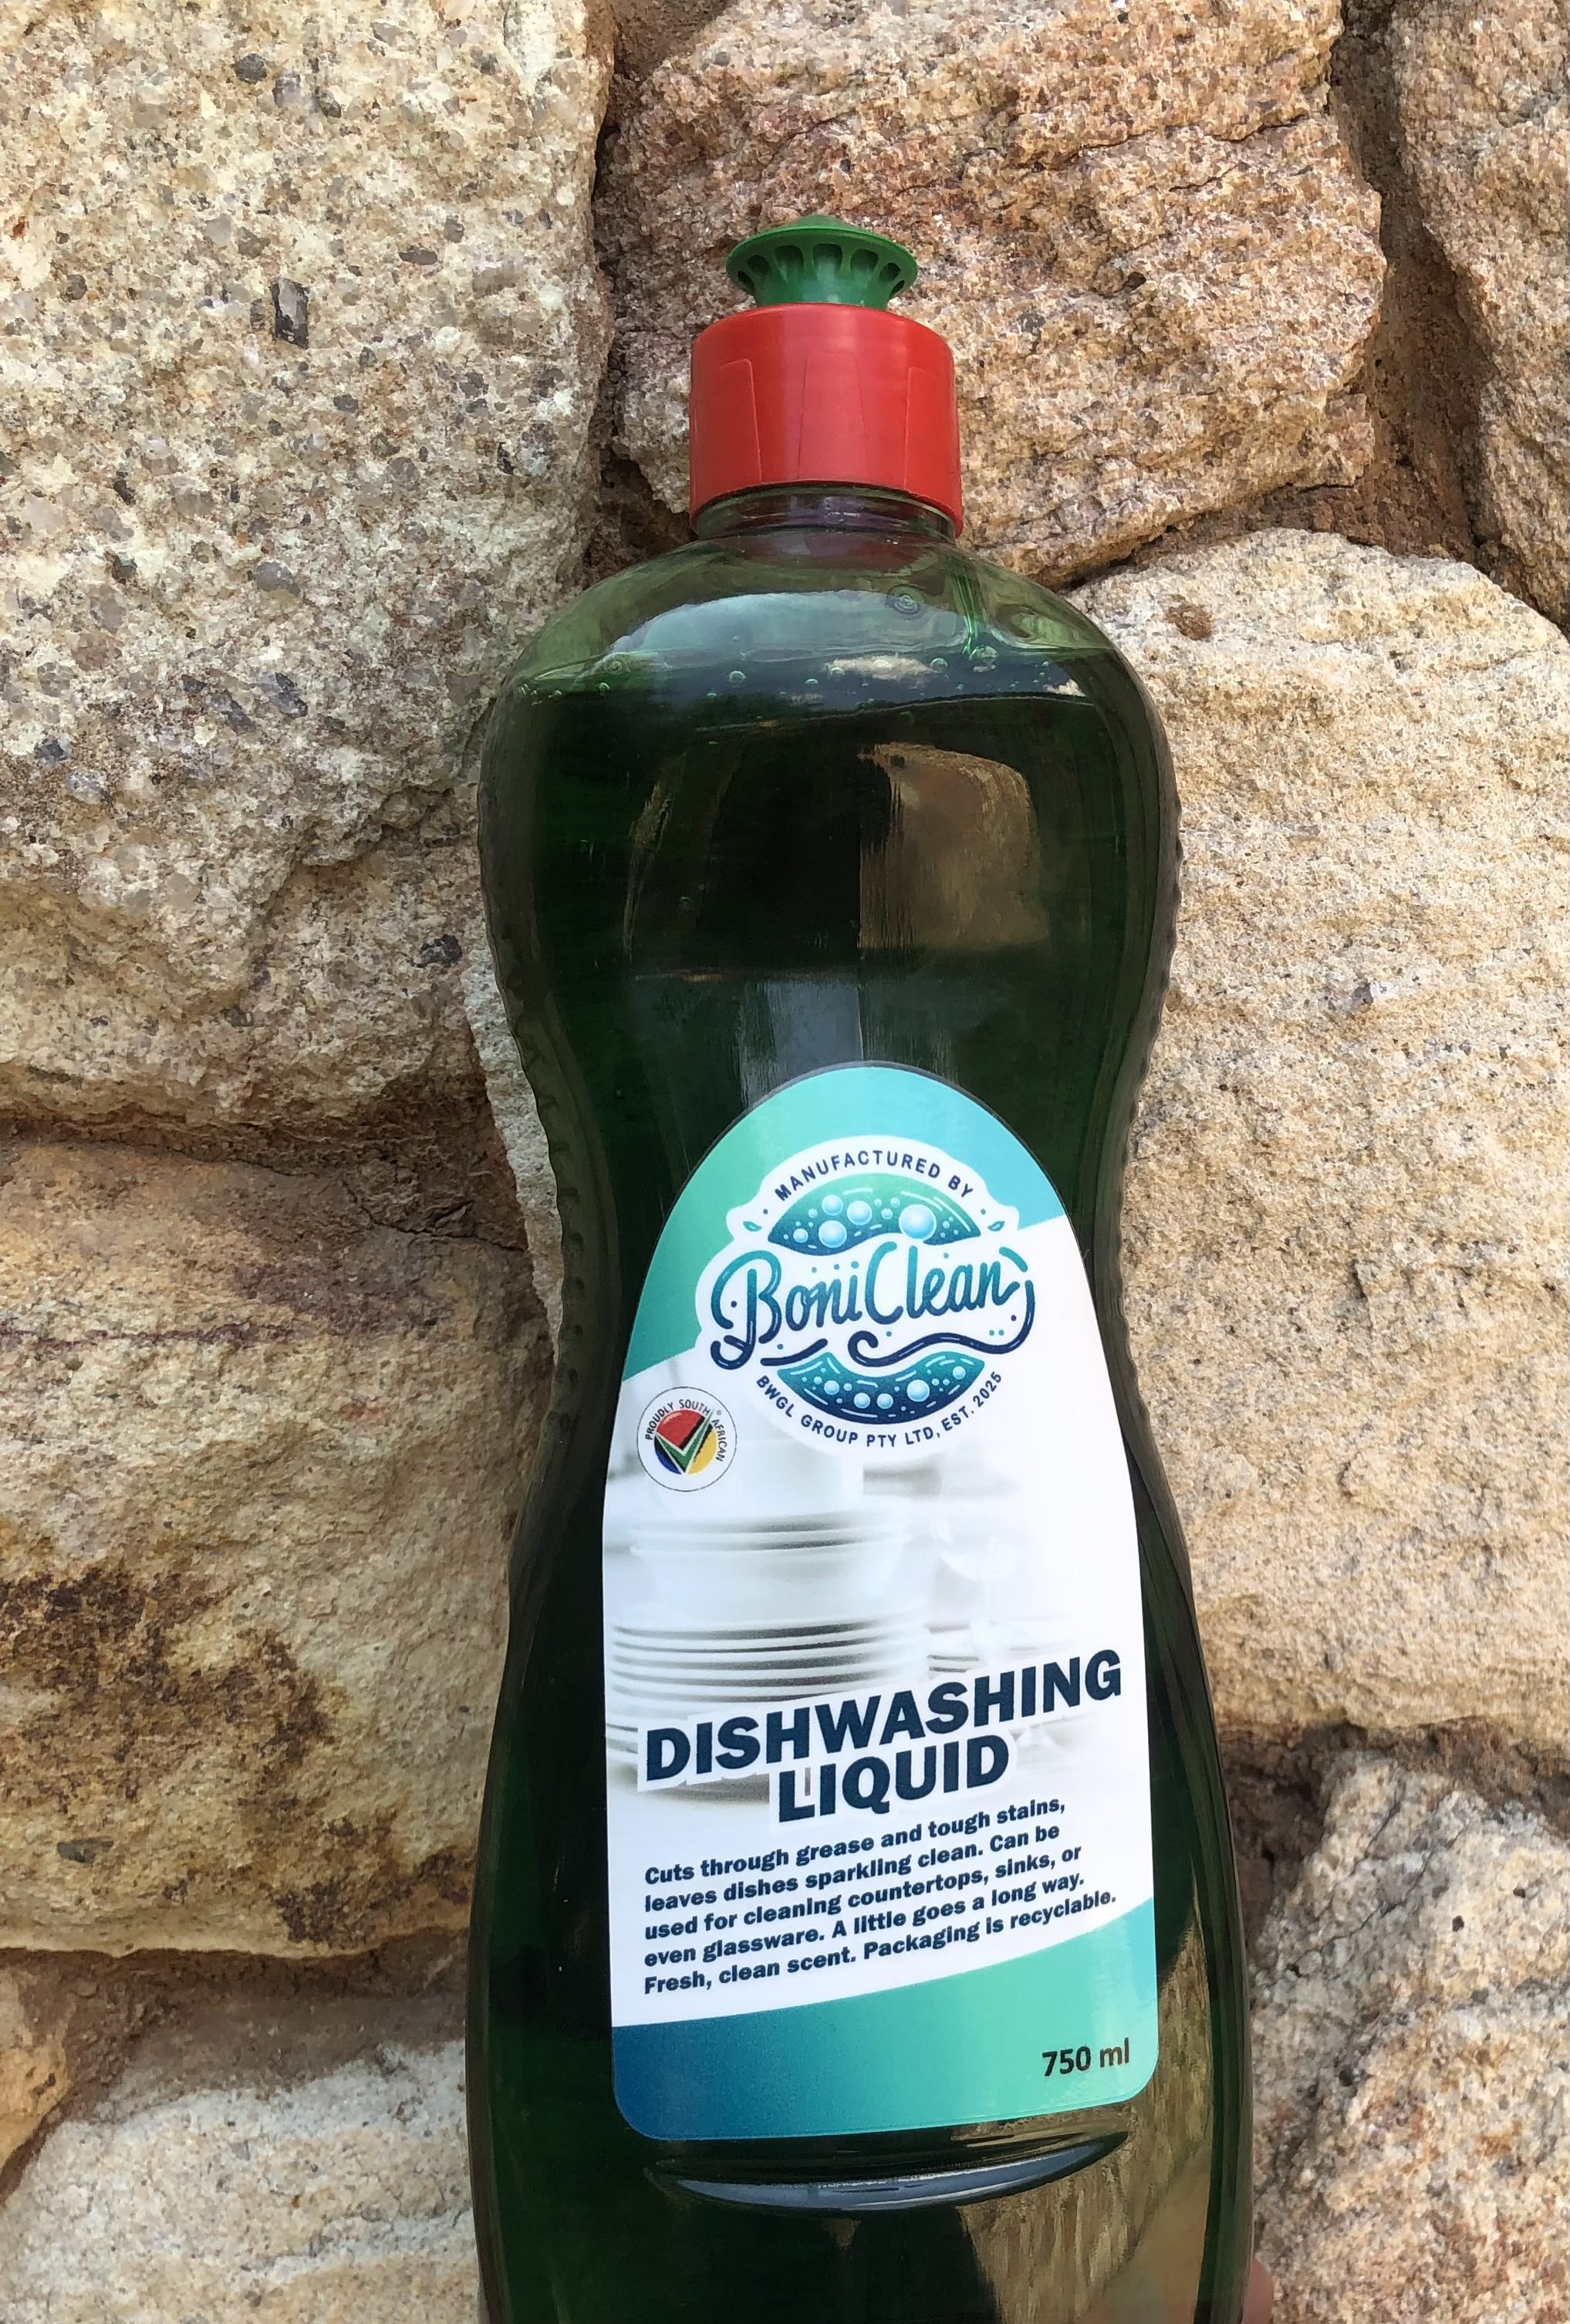 MANUFACTURED BY
BoniClean
BWGL GROUP PTY LTD, EST. 2025
PROUDLY SOUTH AFRICAN
DISHWASHING
LIQUID
Cuts through grease and tough stains,
leaves dishes sparkling clean. Can be
used for cleaning countertops, sinks, or
even glassware. A little goes a long way.
Fresh, clean scent. Packaging is recyclable.
750 ml